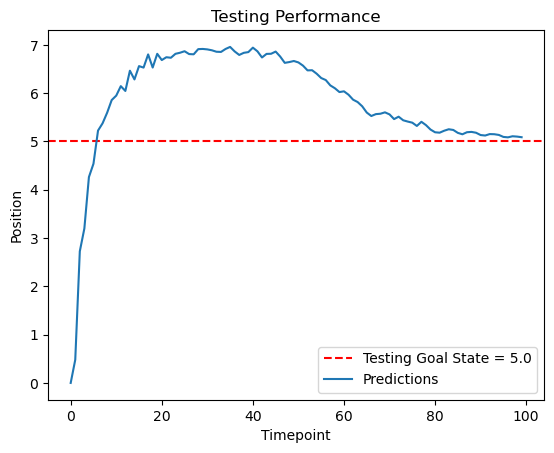 Testing Performance
7
6
5
4
3
2
1
0
Position
0 20 40 60 80 100
Timepoint
Testing Goal State = 5.0
Predictions